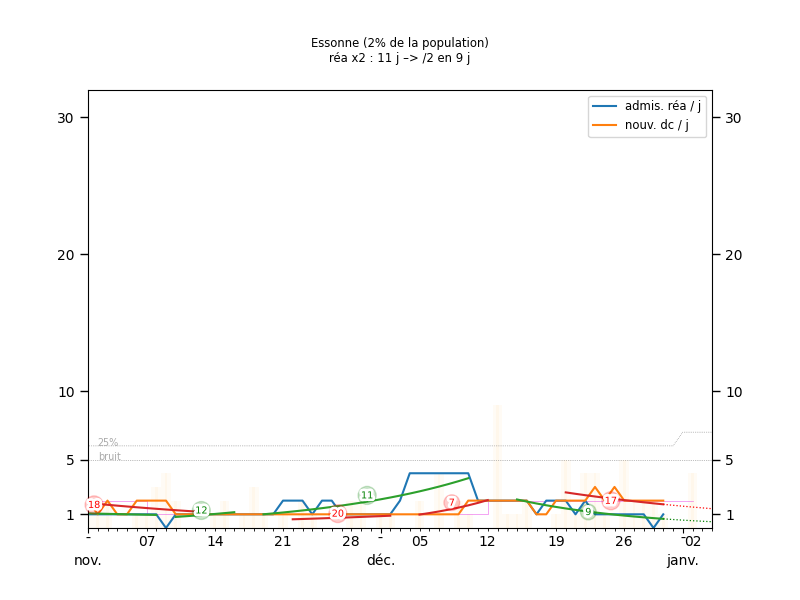 Essonne (2% de la population)
réa x2 : 11 j –> /2 en 9 j
admis. réa / j
nouv. dc / j
30 30
20 20
10 10
25%
bruit
5 5
11
7
18 12 20 9 17
1 1
- 07 14 21 28 - 05 12 19 26 - 02
nov. déc. janv.